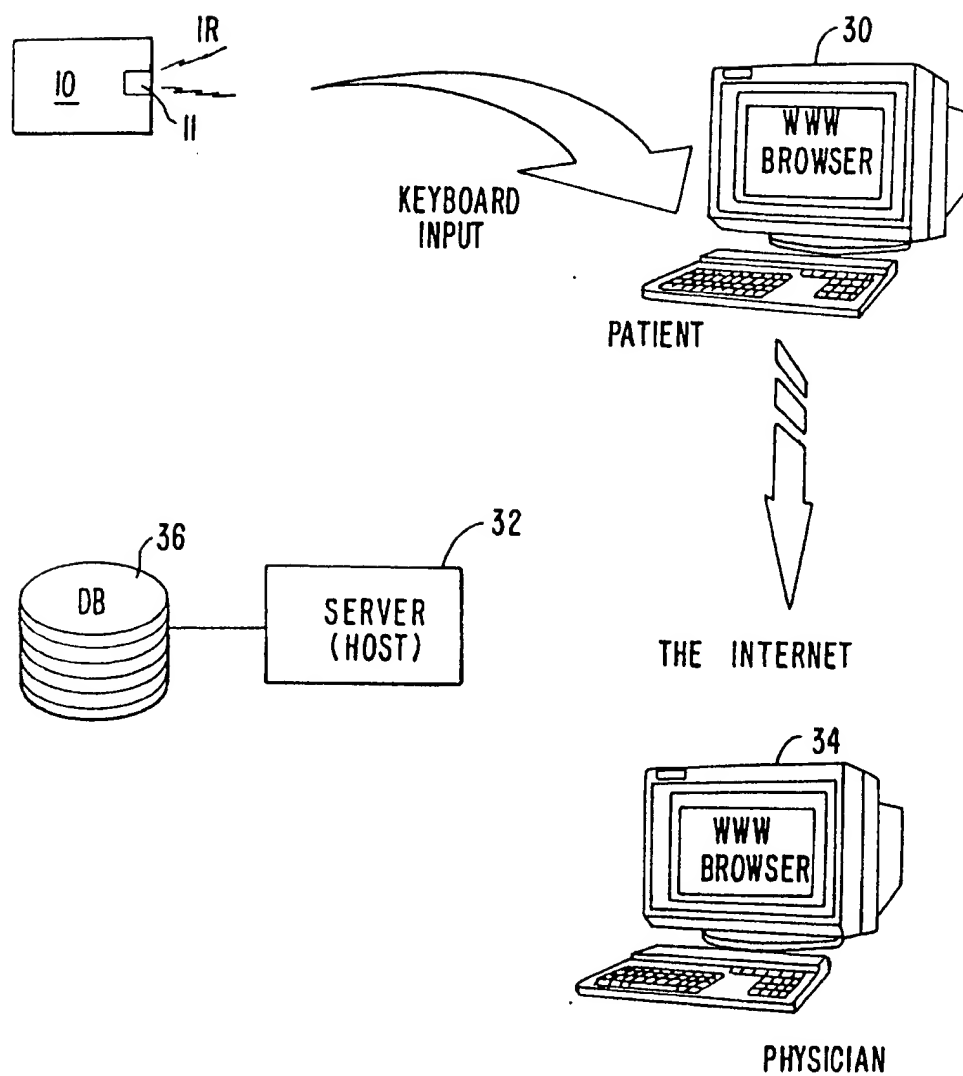 IR
10
11
30
WWW
BROWSER
KEYBOARD
INPUT
PATIENT
36
DB
32
SERVER
(HOST)
THE INTERNET
34
WWW
BROWSER
PHYSICIAN